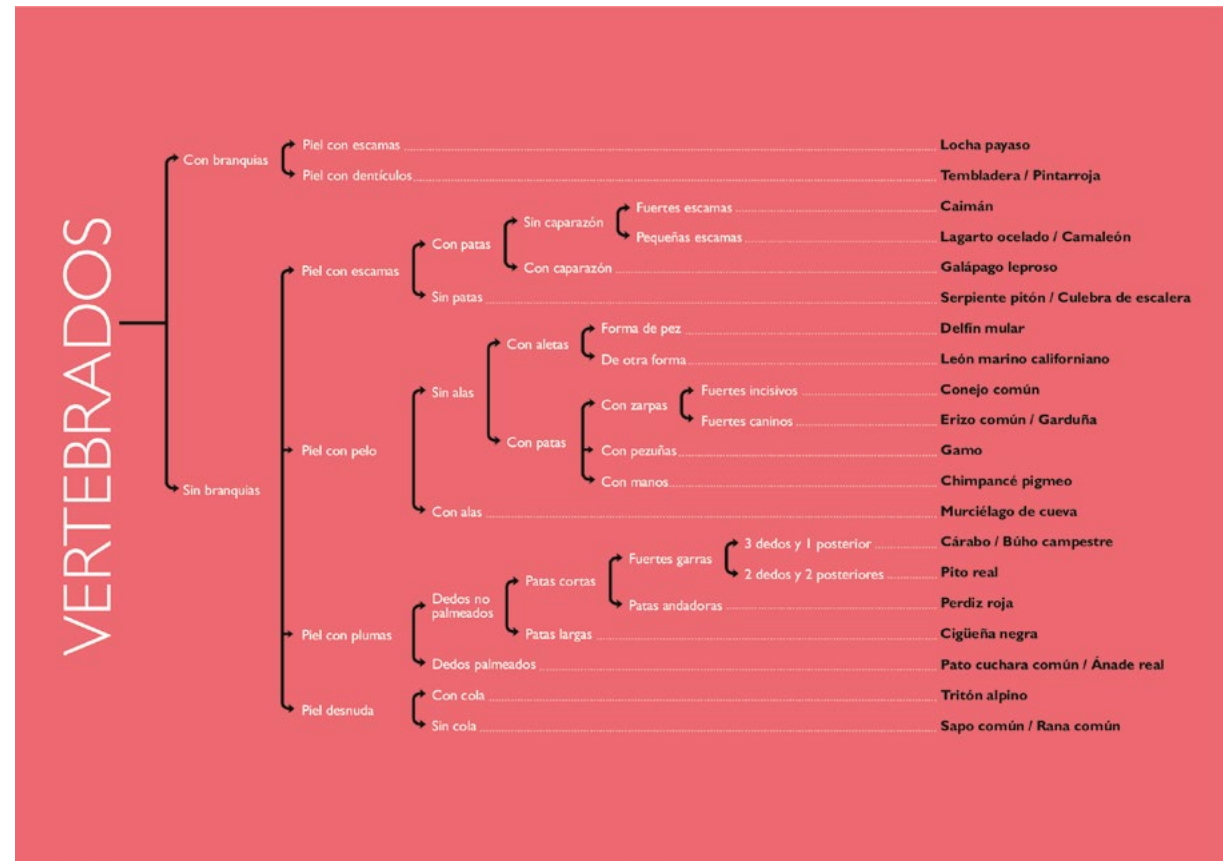 VERTEBRADOS
Con branquias
Piel con escamas
Locha payaso
Piel con dentículos
Tembladera / Pintarroja
Sin branquias
Piel con escamas
Con patas
Sin caparazón
Fuertes escamas
Caimán
Pequeñas escamas
Lagarto ocelado / Camaleón
Con caparazón
Galápago leproso
Sin patas
Serpiente pitón / Culebra de escalera
Piel con pelo
Sin alas
Con aletas
Forma de pez
Delfín mular
De otra forma
León marino californiano
Con patas
Con zarpas
Fuertes incisivos
Conejo común
Fuertes caninos
Erizo común / Garduña
Con pezuñas
Gamo
Con manos
Chimpancé pigmeo
Con alas
Murciélago de cueva
Piel con plumas
Dedos no
palmeados
Patas cortas
Fuertes garras
3 dedos y 1 posterior
Cárabo / Búho campestre
2 dedos y 2 posteriores
Pito real
Patas andadoras
Perdiz roja
Patas largas
Cigüeña negra
Dedos palmeados
Pato cuchara común / Ánade real
Piel desnuda
Con cola
Tritón alpino
Sin cola
Sapo común / Rana común